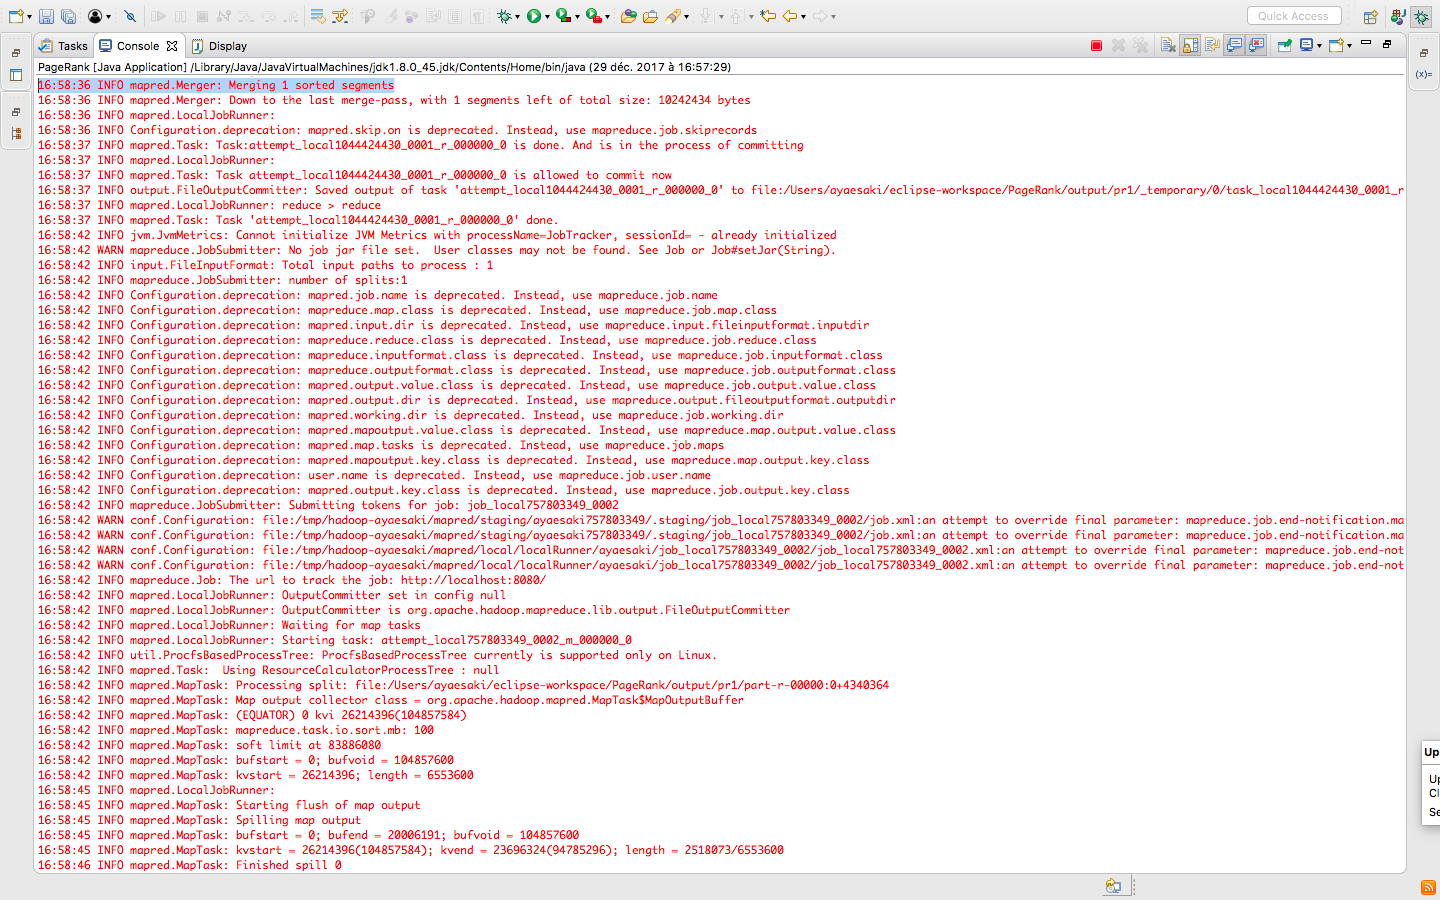 Quick Access
Tasks
Console
Display
PageRank [Java Application] /Library/Java/JavaVirtualMachines/jdk1.8.0_45.jdk/Contents/Home/bin/java (29 déc. 2017 à 16:57:29)
16:58:36 INFO mapred.Merger: Merging 1 sorted segments
16:58:36 INFO mapred.Merger: Down to the last merge-pass, with 1 segments left of total size: 10242434 bytes
16:58:36 INFO mapred.LocalJobRunner:
16:58:36 INFO Configuration.deprecation: mapred.skip.on is deprecated. Instead, use mapreduce.job.skiprecords
16:58:37 INFO mapred.Task: Task:attempt_local1044424430_0001_r_000000_0 is done. And is in the process of committing
16:58:37 INFO mapred.LocalJobRunner:
16:58:37 INFO mapred.Task: Task attempt_local1044424430_0001_r_000000_0 is allowed to commit now
16:58:37 INFO output.FileOutputCommitter: Saved output of task 'attempt_local1044424430_0001_r_000000_0' to file:/Users/ayaesaki/eclipse-workspace/PageRank/output/pr1/_temporary/0/task_local1044424430_0001_r
16:58:37 INFO mapred.LocalJobRunner: reduce > reduce
16:58:37 INFO mapred.Task: Task 'attempt_local1044424430_0001_r_000000_0' done.
16:58:42 INFO jvm.JvmMetrics: Cannot initialize JVM Metrics with processName=JobTracker, sessionId= - already initialized
16:58:42 WARN mapreduce.JobSubmitter: No job jar file set.  User classes may not be found. See Job or Job#setJar(String).
16:58:42 INFO input.FileInputFormat: Total input paths to process : 1
16:58:42 INFO mapreduce.JobSubmitter: number of splits:1
16:58:42 INFO Configuration.deprecation: mapred.job.name is deprecated. Instead, use mapreduce.job.name
16:58:42 INFO Configuration.deprecation: mapreduce.map.class is deprecated. Instead, use mapreduce.job.map.class
16:58:42 INFO Configuration.deprecation: mapred.input.dir is deprecated. Instead, use mapreduce.input.fileinputformat.inputdir
16:58:42 INFO Configuration.deprecation: mapreduce.reduce.class is deprecated. Instead, use mapreduce.job.reduce.class
16:58:42 INFO Configuration.deprecation: mapreduce.inputformat.class is deprecated. Instead, use mapreduce.job.inputformat.class
16:58:42 INFO Configuration.deprecation: mapreduce.outputformat.class is deprecated. Instead, use mapreduce.job.outputformat.class
16:58:42 INFO Configuration.deprecation: mapred.output.value.class is deprecated. Instead, use mapreduce.job.output.value.class
16:58:42 INFO Configuration.deprecation: mapred.output.dir is deprecated. Instead, use mapreduce.output.fileoutputformat.outputdir
16:58:42 INFO Configuration.deprecation: mapred.working.dir is deprecated. Instead, use mapreduce.job.working.dir
16:58:42 INFO Configuration.deprecation: mapred.mapoutput.value.class is deprecated. Instead, use mapreduce.map.output.value.class
16:58:42 INFO Configuration.deprecation: mapred.map.tasks is deprecated. Instead, use mapreduce.job.maps
16:58:42 INFO Configuration.deprecation: mapred.mapoutput.key.class is deprecated. Instead, use mapreduce.map.output.key.class
16:58:42 INFO Configuration.deprecation: user.name is deprecated. Instead, use mapreduce.job.user.name
16:58:42 INFO Configuration.deprecation: mapred.output.key.class is deprecated. Instead, use mapreduce.job.output.key.class
16:58:42 INFO mapreduce.JobSubmitter: Submitting tokens for job: job_local757803349_0002
16:58:42 WARN conf.Configuration: file:/tmp/hadoop-ayaesaki/mapred/staging/ayaesaki757803349/.staging/job_local757803349_0002/job.xml:an attempt to override final parameter: mapreduce.job.end-notification.ma
16:58:42 WARN conf.Configuration: file:/tmp/hadoop-ayaesaki/mapred/staging/ayaesaki757803349/.staging/job_local757803349_0002/job.xml:an attempt to override final parameter: mapreduce.job.end-notification.ma
16:58:42 WARN conf.Configuration: file:/tmp/hadoop-ayaesaki/mapred/local/localRunner/ayaesaki/job_local757803349_0002/job_local757803349_0002.xml:an attempt to override final parameter: mapreduce.job.end-not
16:58:42 WARN conf.Configuration: file:/tmp/hadoop-ayaesaki/mapred/local/localRunner/ayaesaki/job_local757803349_0002/job_local757803349_0002.xml:an attempt to override final parameter: mapreduce.job.end-not
16:58:42 INFO mapreduce.Job: The url to track the job: http://localhost:8080/
16:58:42 INFO mapred.LocalJobRunner: OutputCommitter set in config null
16:58:42 INFO mapred.LocalJobRunner: OutputCommitter is org.apache.hadoop.mapreduce.lib.output.FileOutputCommitter
16:58:42 INFO mapred.LocalJobRunner: Waiting for map tasks
16:58:42 INFO mapred.LocalJobRunner: Starting task: attempt_local757803349_0002_m_000000_0
16:58:42 INFO util.ProcfsBasedProcessTree: ProcfsBasedProcessTree currently is supported only on Linux.
16:58:42 INFO mapred.Task:  Using ResourceCalculatorProcessTree : null
16:58:42 INFO mapred.MapTask: Processing split: file:/Users/ayaesaki/eclipse-workspace/PageRank/output/pr1/part-r-00000:0+4340364
16:58:42 INFO mapred.MapTask: Map output collector class = org.apache.hadoop.mapred.MapTask$MapOutputBuffer
16:58:42 INFO mapred.MapTask: (EQUATOR) 0 kvi 26214396(104857584)
16:58:42 INFO mapred.MapTask: mapreduce.task.io.sort.mb: 100
16:58:42 INFO mapred.MapTask: soft limit at 83886080
16:58:42 INFO mapred.MapTask: bufstart = 0; bufvoid = 104857600
16:58:42 INFO mapred.MapTask: kvstart = 26214396; length = 6553600
16:58:45 INFO mapred.LocalJobRunner:
16:58:45 INFO mapred.MapTask: Starting flush of map output
16:58:45 INFO mapred.MapTask: Spilling map output
16:58:45 INFO mapred.MapTask: bufstart = 0; bufend = 20006191; bufvoid = 104857600
16:58:45 INFO mapred.MapTask: kvstart = 26214396(104857584); kvend = 23696324(94785296); length = 2518073/6553600
16:58:46 INFO mapred.MapTask: Finished spill 0
(x)=
Up
Up
Cl
Se